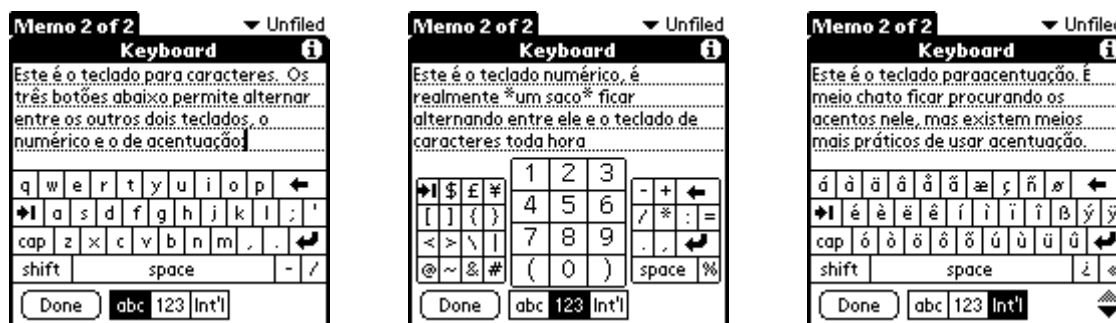 Memo 2 of 2 Unfiled
Keyboard
Este é o teclado para caracteres. Os
três botões abaixo permite alternar
entre os outros dois teclados, o
numérico e o de acentuação.
q w e r t y u i o p
a s d f g h j k l ; '
cap z x c v b n m , .
shift space - /
Done abc 123 Int'l
Memo 2 of 2 Unfiled
Keyboard
Este é o teclado numérico, é
realmente *um saco* ficar
alternando entre ele e o teclado de
caracteres toda hora
$ £ ¥ 1 2 3 - +
[ ] { } 4 5 6 / * : =
< > \ | 7 8 9 . ,
@ ~ & # ( 0 ) space %
Done abc 123 Int'l
Memo 2 of 2 Unfiled
Keyboard
Este é o teclado paraacentuação. É
meio chato ficar procurando os
acentos nele, mas existem meios
mais práticos de usar acentuação.
á à ä â å ã æ ç ñ ø
é è ë ê í ì ï î ß ý ÿ
cap ó ò ö ô õ ú ù ü û
shift space ¿ «
Done abc 123 Int'l